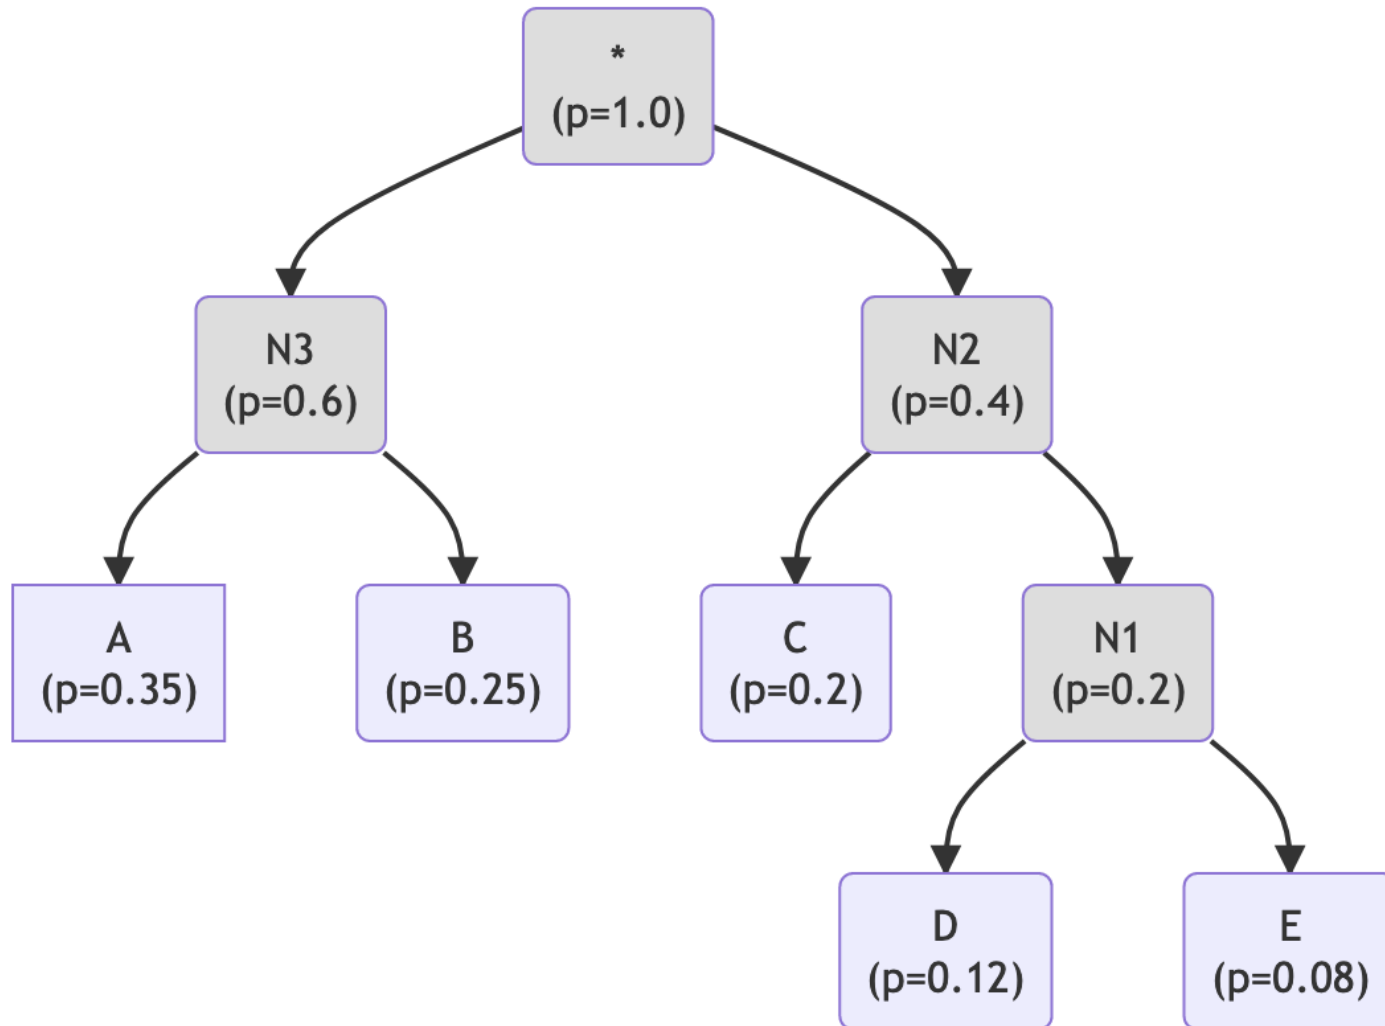 *
(p=1.0)
N3
(p=0.6)
N2
(p=0.4)
A
(p=0.35)
B
(p=0.25)
C
(p=0.2)
N1
(p=0.2)
D
(p=0.12)
E
(p=0.08)